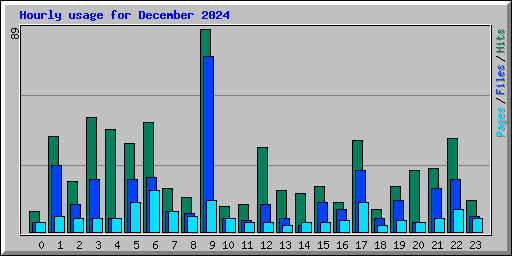 Hourly usage for December 2024
89
Pages / Files / Hits
0 1 2 3 4 5 6 7 8 9 10 11 12 13 14 15 16 17 18 19 20 21 22 23